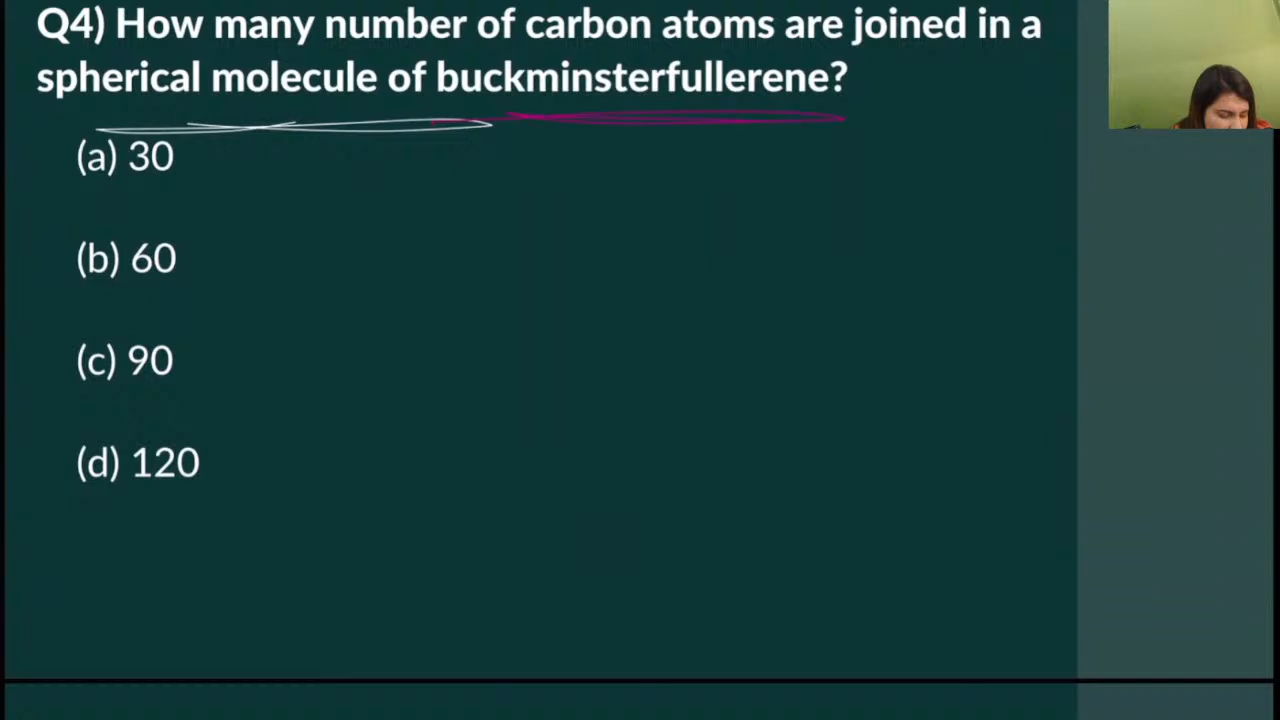 Q4) How many number of carbon atoms are joined in a
spherical molecule of buckminsterfullerene?
(a) 30
(b) 60
(c) 90
(d) 120